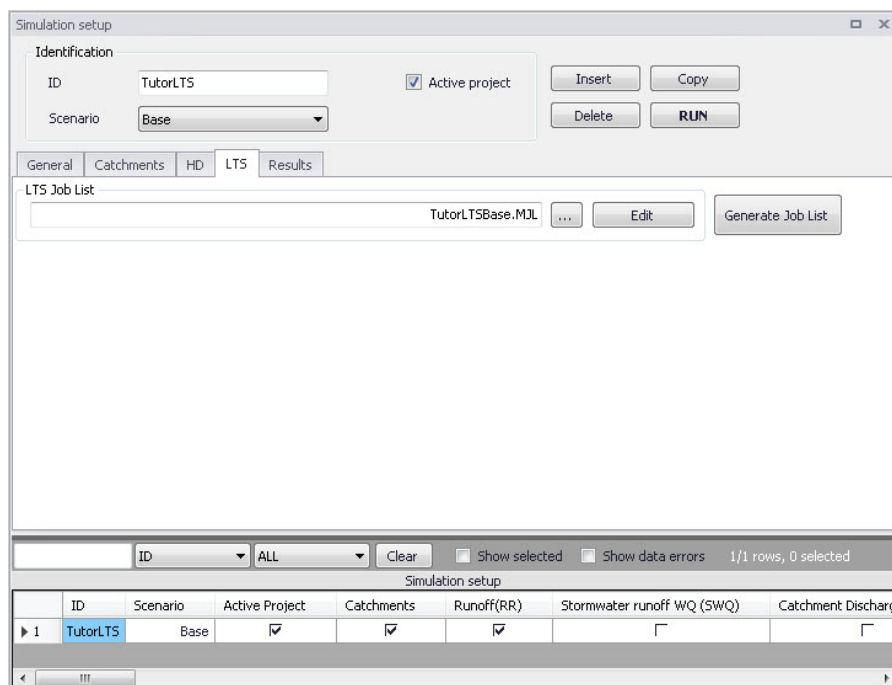 Simulation setup
Identification
ID TutorLTS Active project Insert Copy
Scenario Base Delete RUN
General Catchments HD LTS Results
LTS Job List
TutorLTSBase.MJL ... Edit Generate Job List
ID ALL Clear Show selected Show data errors 1/1 rows, 0 selected
Simulation setup
ID Scenario Active Project Catchments Runoff(RR) Stormwater runoff WQ (SWQ) Catchment Discharg
1 TutorLTS Base